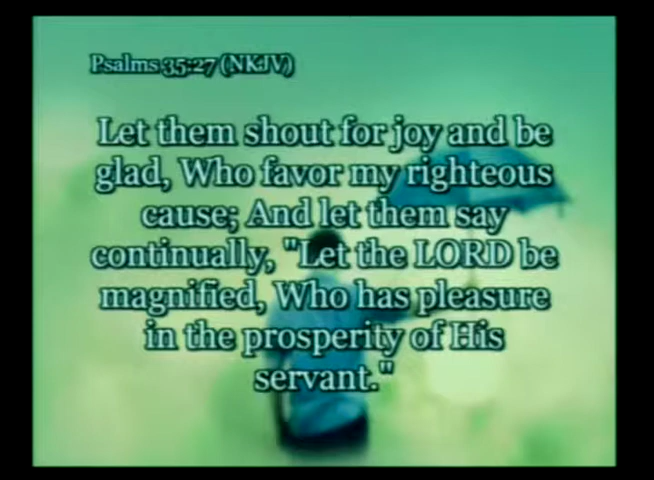 Psalms 35:27 (NKJV)
Let them shout for joy and be
glad, Who favor my righteous
cause; And let them say
continually, "Let the LORD be
magnified, Who has pleasure
in the prosperity of His
servant."